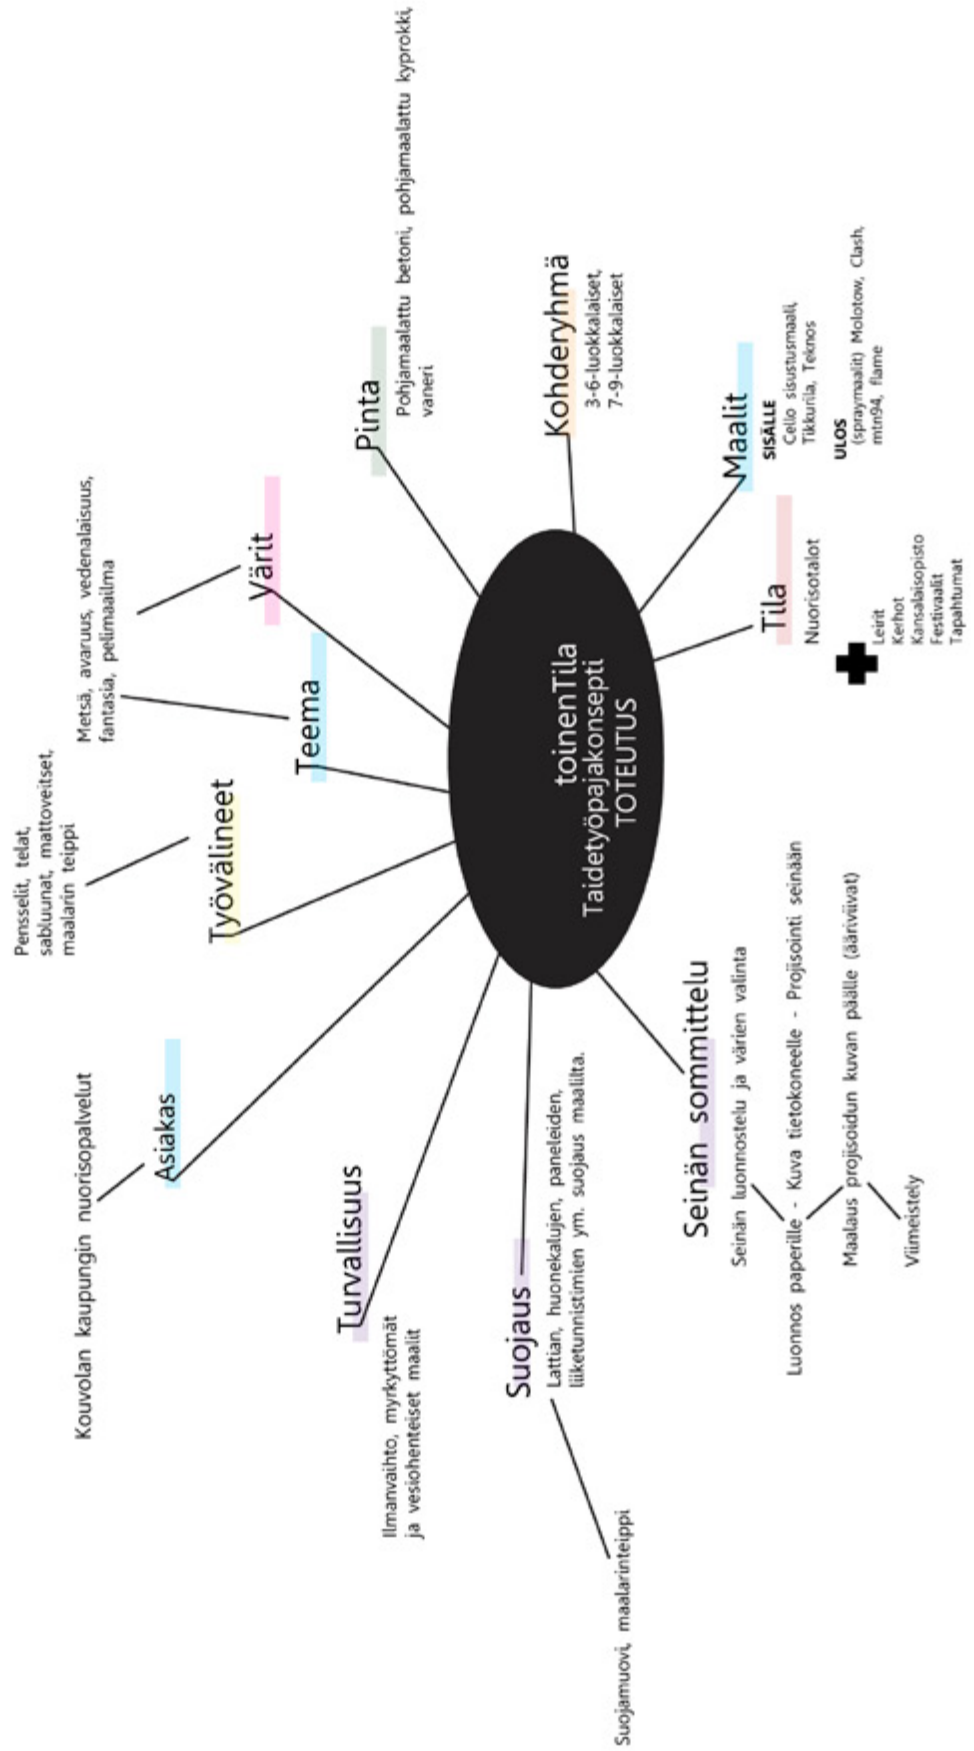 Kouvolan kaupungin nuorisopalvelut
Asiakas
Pensselit, telat,
sabluunat, mattoveitset,
maalarin teippi
Työvälineet
Metsä, avaruus, vedenalaisuus,
fantasia, pelimaailma
Teema
Värit
Pinta
Pohjamaalattu betoni, pohjamaalattu kyprokki,
vaneri
Turvallisuus
Ilmanvaihto, myrkyttömät
ja vesiohenteiset maalit
toinenTila
Taidetyöpajakonsepti
TOTEUTUS
Kohderyhmä
3-6-luokkalaiset,
7-9-luokkalaiset
Suojaus
Lattian, huonekalujen, paneleiden,
liiketunnistimien ym. suojaus maalilta.
Suojamuovi, maalarinteippi
Seinän sommittelu
Seinän luonnostelu ja värien valinta
Luonnos paperille - Kuva tietokoneelle - Projisointi seinään
Maalaus projisoidun kuvan päälle (ääriviivat)
Viimeistely
Tila
Nuorisotalot
Leirit
Kerhot
Kansalaisopisto
Festivaalit
Tapahtumat
Maalit
SISÄLLE
Cello sisustusmaali,
Tikkurila, Teknos
ULOS
(spraymaalit) Molotow, Clash,
mtn94, flame